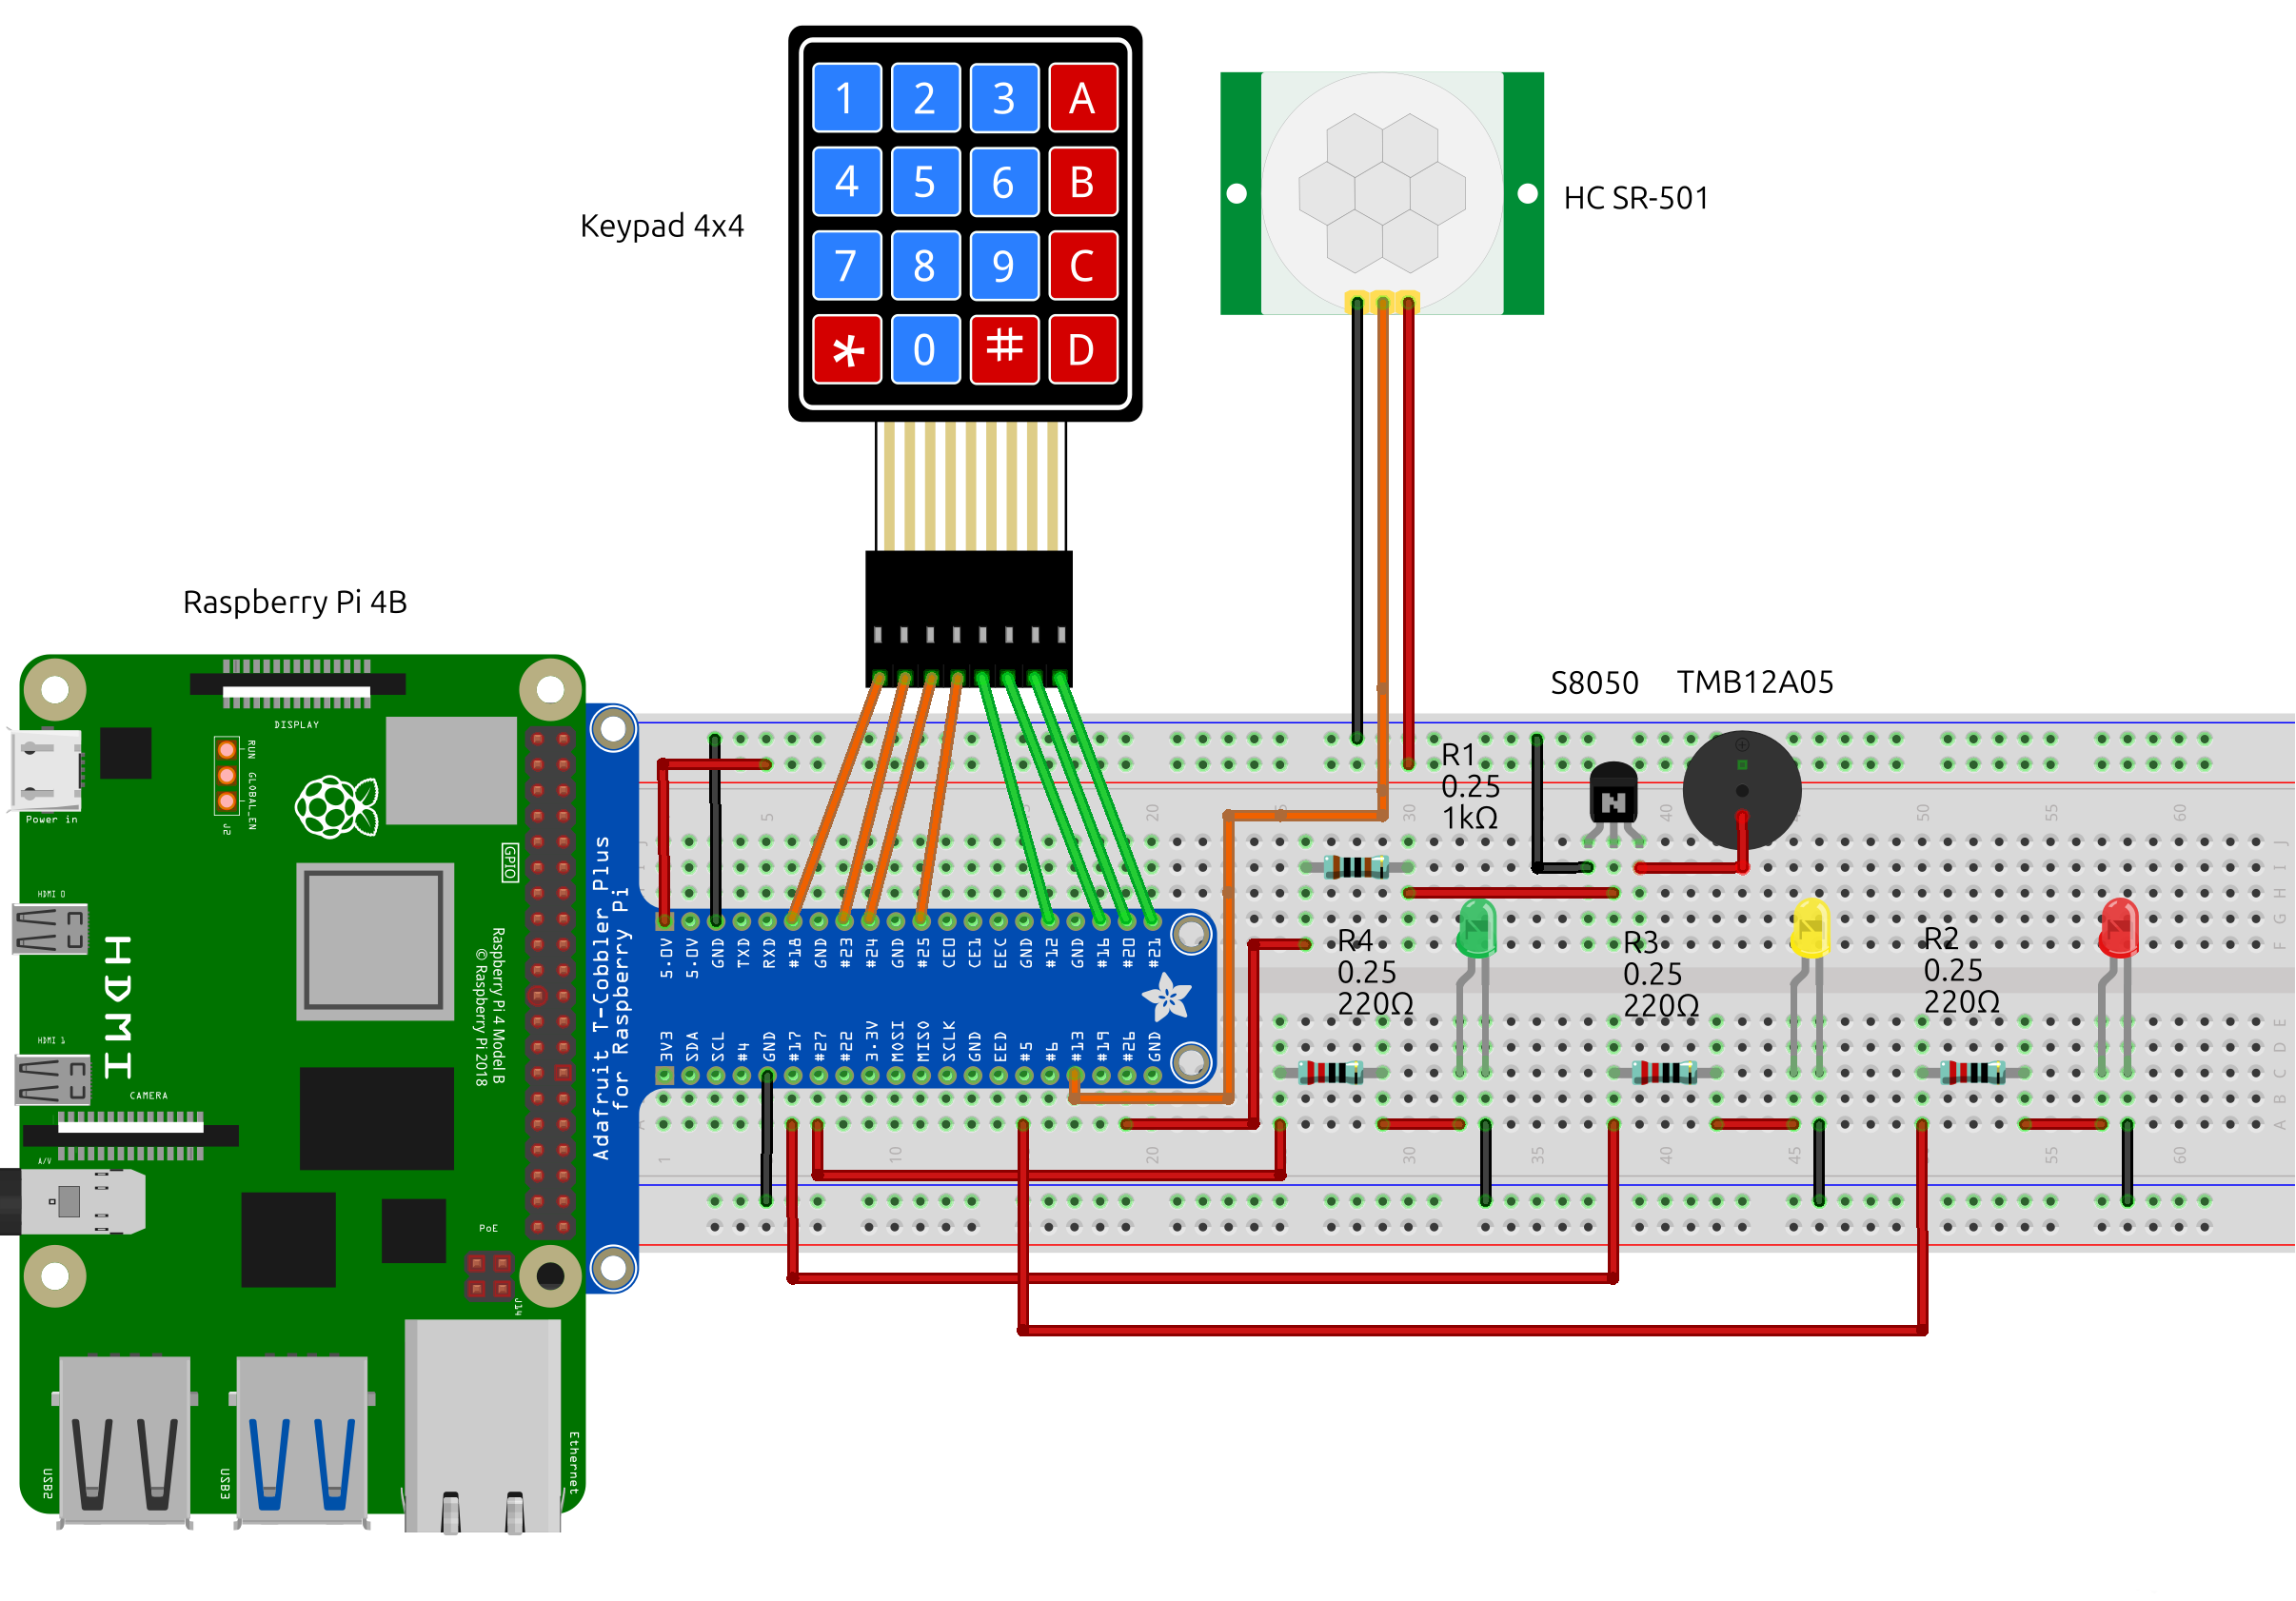 1 2 3 A
4 5 6 B
7 8 9 C
* 0 # D
Keypad 4x4
HC SR-501
Raspberry Pi 4B
S8050
TMB12A05
DISPLAY
RUN
GLOBAL_EN
J2
Power in
GPIO
HDMI 0
HDMI
HDMI 1
Raspberry Pi 4 Model B
© Raspberry Pi 2018
CAMERA
A/V
PoE
J14
USB2
USB3
Ethernet
Adafruit T-Cobbler Plus
for Raspberry Pi
5.0V 5.0V GND TXD RXD #18 GND #23 #24 GND #25 CE0 CE1 EEC GND #12 GND #16 #20 #21
3V3 SDA SCL #4 GND #17 #27 #22 3.3V MOSI MISO SCLK GND EED #5 #6 #13 #19 #26 GND
R1
0.25
1kΩ
R4
0.25
220Ω
R3
0.25
220Ω
R2
0.25
220Ω
5 20 30 40 50 55 60
J
I
H
G
F
E
D
C
B
A
1 10 20 30 35 40 45 55 60